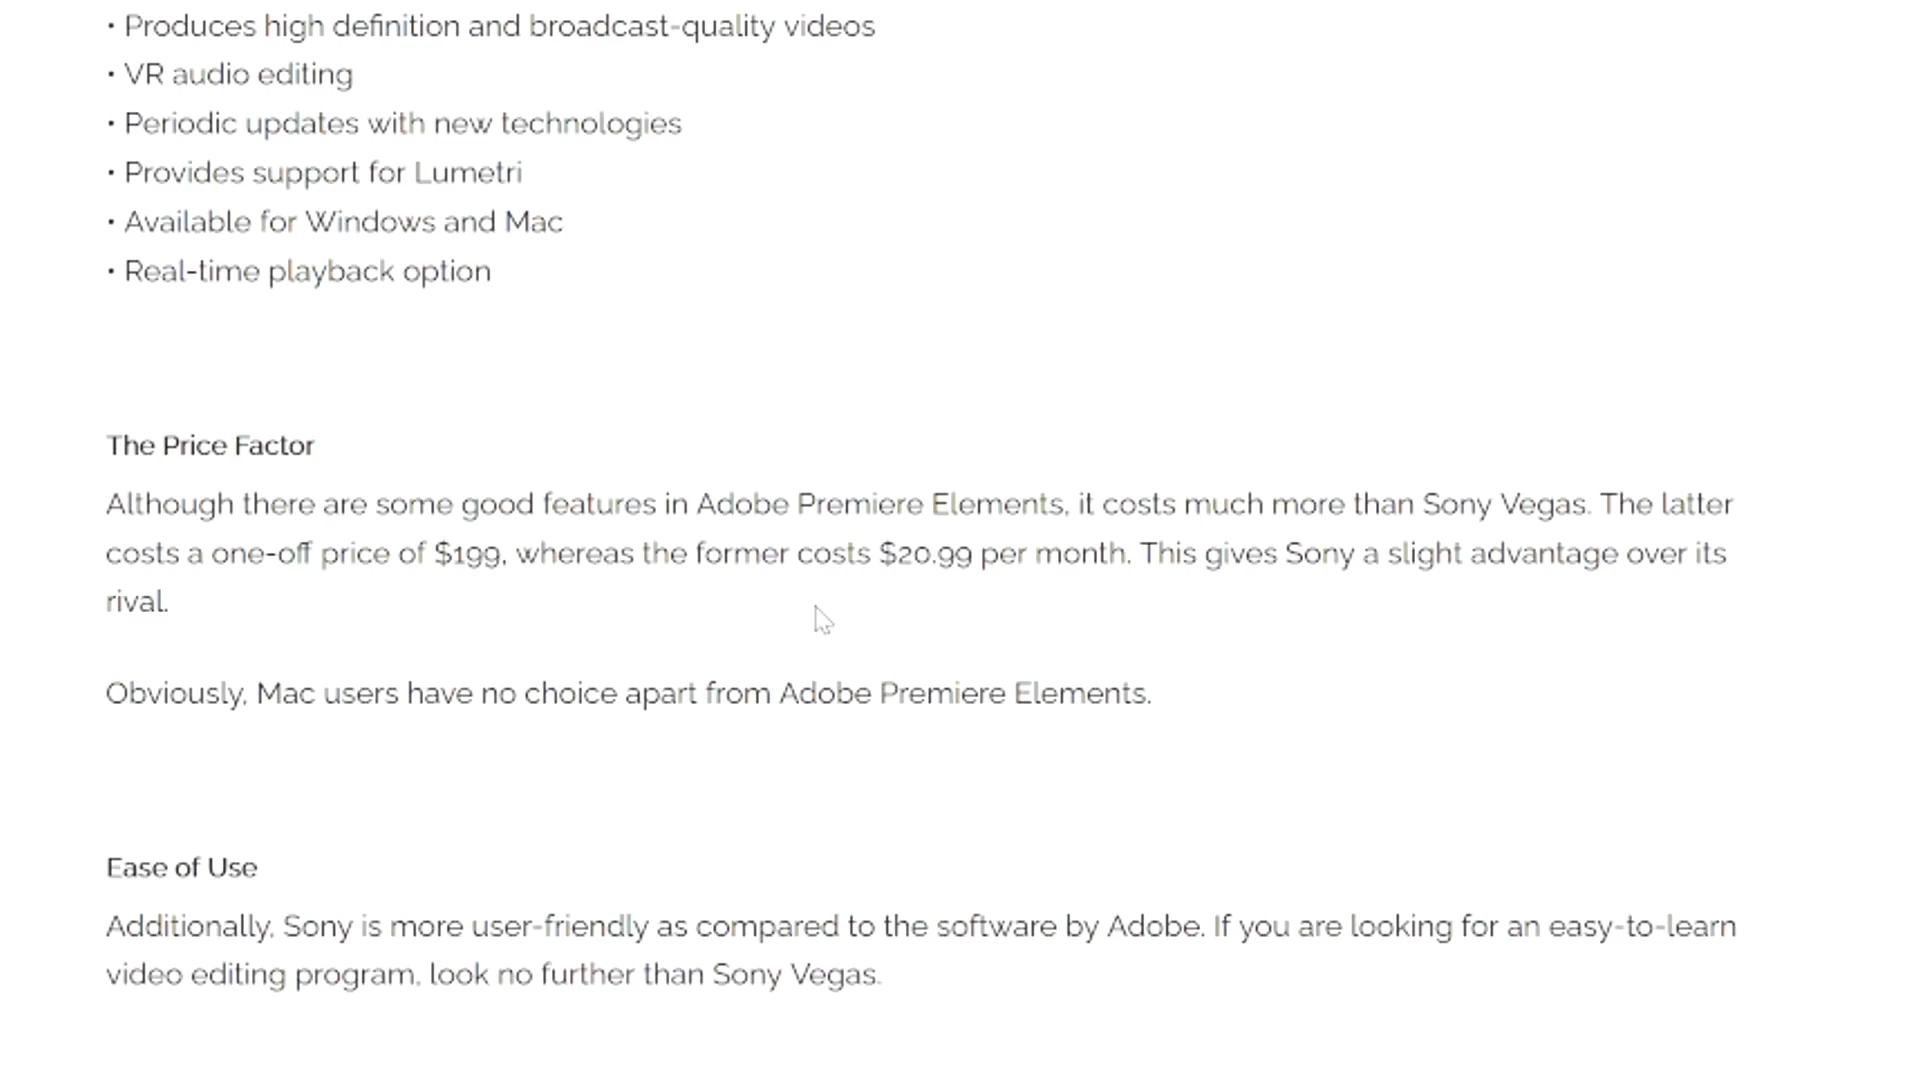 • Produces high definition and broadcast-quality videos
• VR audio editing
• Periodic updates with new technologies
• Provides support for Lumetri
• Available for Windows and Mac
• Real-time playback option
The Price Factor
Although there are some good features in Adobe Premiere Elements, it costs much more than Sony Vegas. The latter
costs a one-off price of $199, whereas the former costs $20.99 per month. This gives Sony a slight advantage over its
rival.
Obviously, Mac users have no choice apart from Adobe Premiere Elements.
Ease of Use
Additionally, Sony is more user-friendly as compared to the software by Adobe. If you are looking for an easy-to-learn
video editing program, look no further than Sony Vegas.